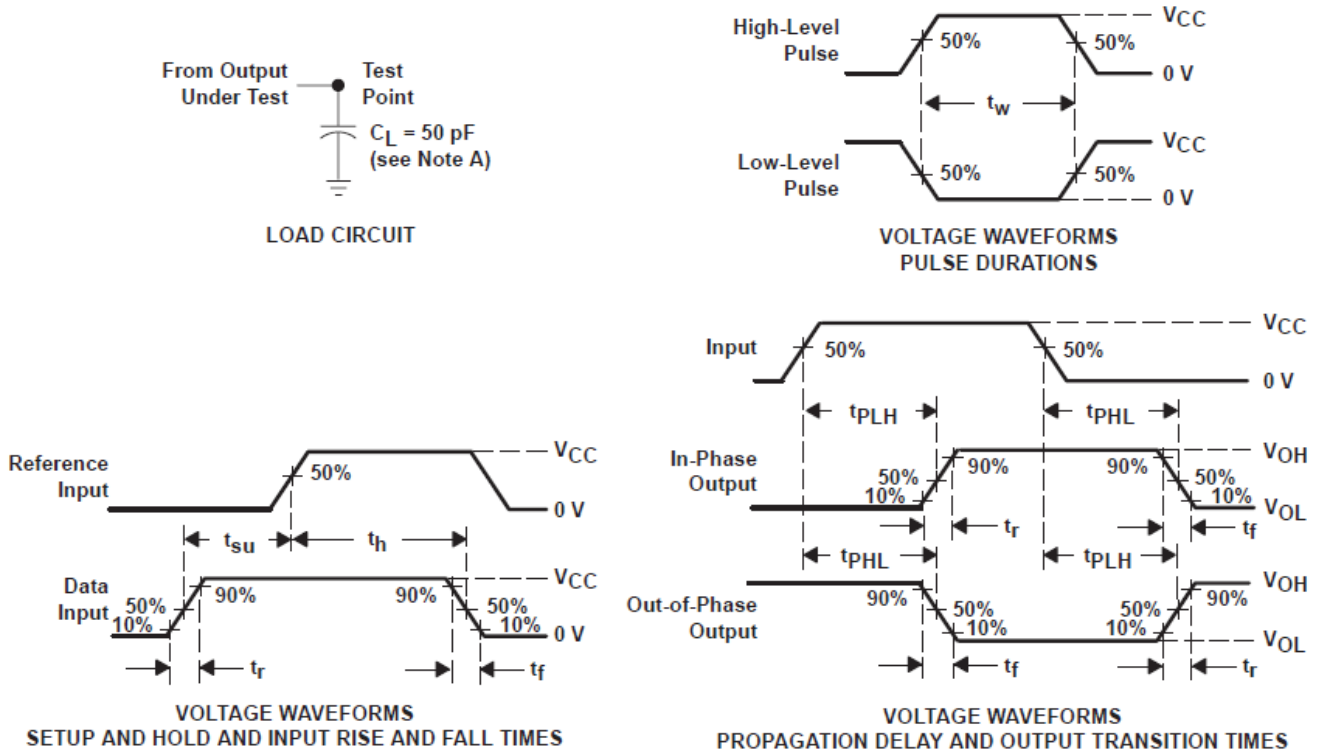 From Output
Under Test
Test
Point
CL = 50 pF
(see Note A)
LOAD CIRCUIT
High-Level
Pulse
50%
50%
VCC
0 V
tw
Low-Level
Pulse
50%
50%
VCC
0 V
VOLTAGE WAVEFORMS
PULSE DURATIONS
Reference
Input
50%
VCC
0 V
tsu
th
Data
Input
50%
10%
90%
90%
50%
10%
VCC
0 V
tr
tf
VOLTAGE WAVEFORMS
SETUP AND HOLD AND INPUT RISE AND FALL TIMES
Input
50%
50%
VCC
0 V
tPLH
tPHL
In-Phase
Output
50%
10%
90%
90%
50%
10%
VOH
VOL
tr
tf
tPHL
tPLH
Out-of-Phase
Output
90%
50%
10%
50%
10%
90%
VOH
VOL
tf
tr
VOLTAGE WAVEFORMS
PROPAGATION DELAY AND OUTPUT TRANSITION TIMES